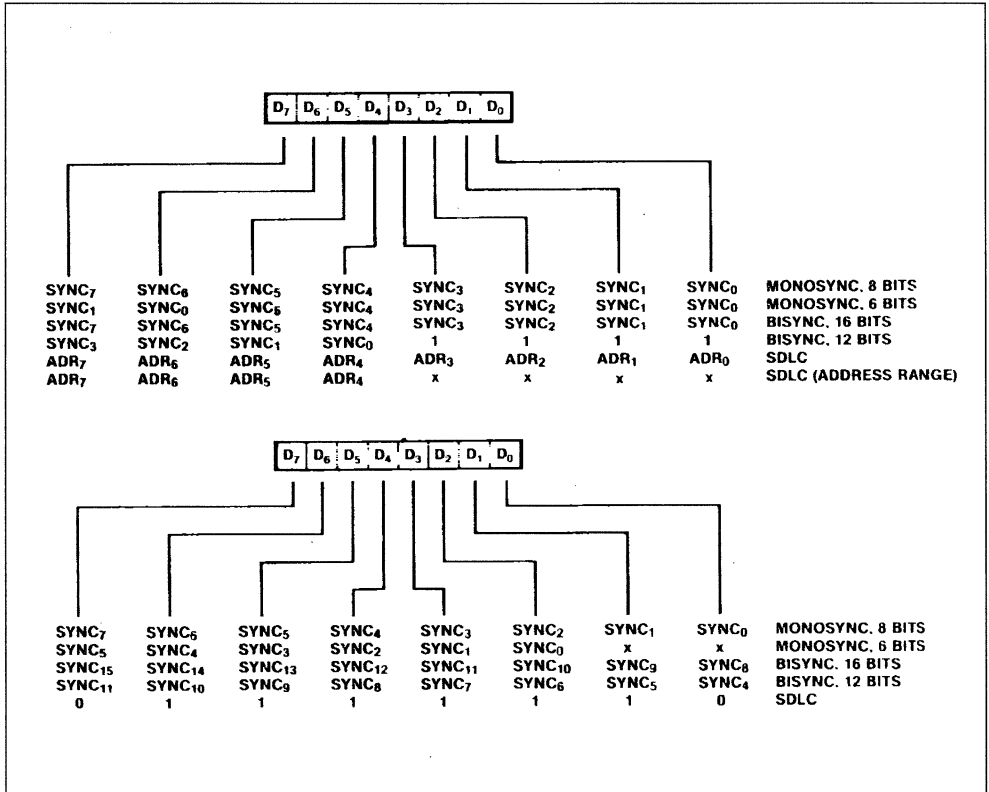 D₇ D₆ D₅ D₄ D₃ D₂ D₁ D₀
SYNC₇ SYNC₆ SYNC₅ SYNC₄ SYNC₃ SYNC₂ SYNC₁ SYNC₀ MONOSYNC, 8 BITS
SYNC₁ SYNC₀ SYNC₅ SYNC₄ SYNC₃ SYNC₂ SYNC₁ SYNC₀ MONOSYNC, 6 BITS
SYNC₇ SYNC₆ SYNC₅ SYNC₄ SYNC₃ SYNC₂ SYNC₁ SYNC₀ BISYNC, 16 BITS
SYNC₃ SYNC₂ SYNC₁ SYNC₀ 1 1 1 1 BISYNC, 12 BITS
ADR₇ ADR₆ ADR₅ ADR₄ ADR₃ ADR₂ ADR₁ ADR₀ SDLC
ADR₇ ADR₆ ADR₅ ADR₄ x x x x SDLC (ADDRESS RANGE)
D₇ D₆ D₅ D₄ D₃ D₂ D₁ D₀
SYNC₇ SYNC₆ SYNC₅ SYNC₄ SYNC₃ SYNC₂ SYNC₁ SYNC₀ MONOSYNC, 8 BITS
SYNC₅ SYNC₄ SYNC₃ SYNC₂ SYNC₁ SYNC₀ x x MONOSYNC, 6 BITS
SYNC₁₅ SYNC₁₄ SYNC₁₃ SYNC₁₂ SYNC₁₁ SYNC₁₀ SYNC₉ SYNC₈ BISYNC, 16 BITS
SYNC₁₁ SYNC₁₀ SYNC₉ SYNC₈ SYNC₇ SYNC₆ SYNC₅ SYNC₄ BISYNC, 12 BITS
0 1 1 1 1 1 1 0 SDLC